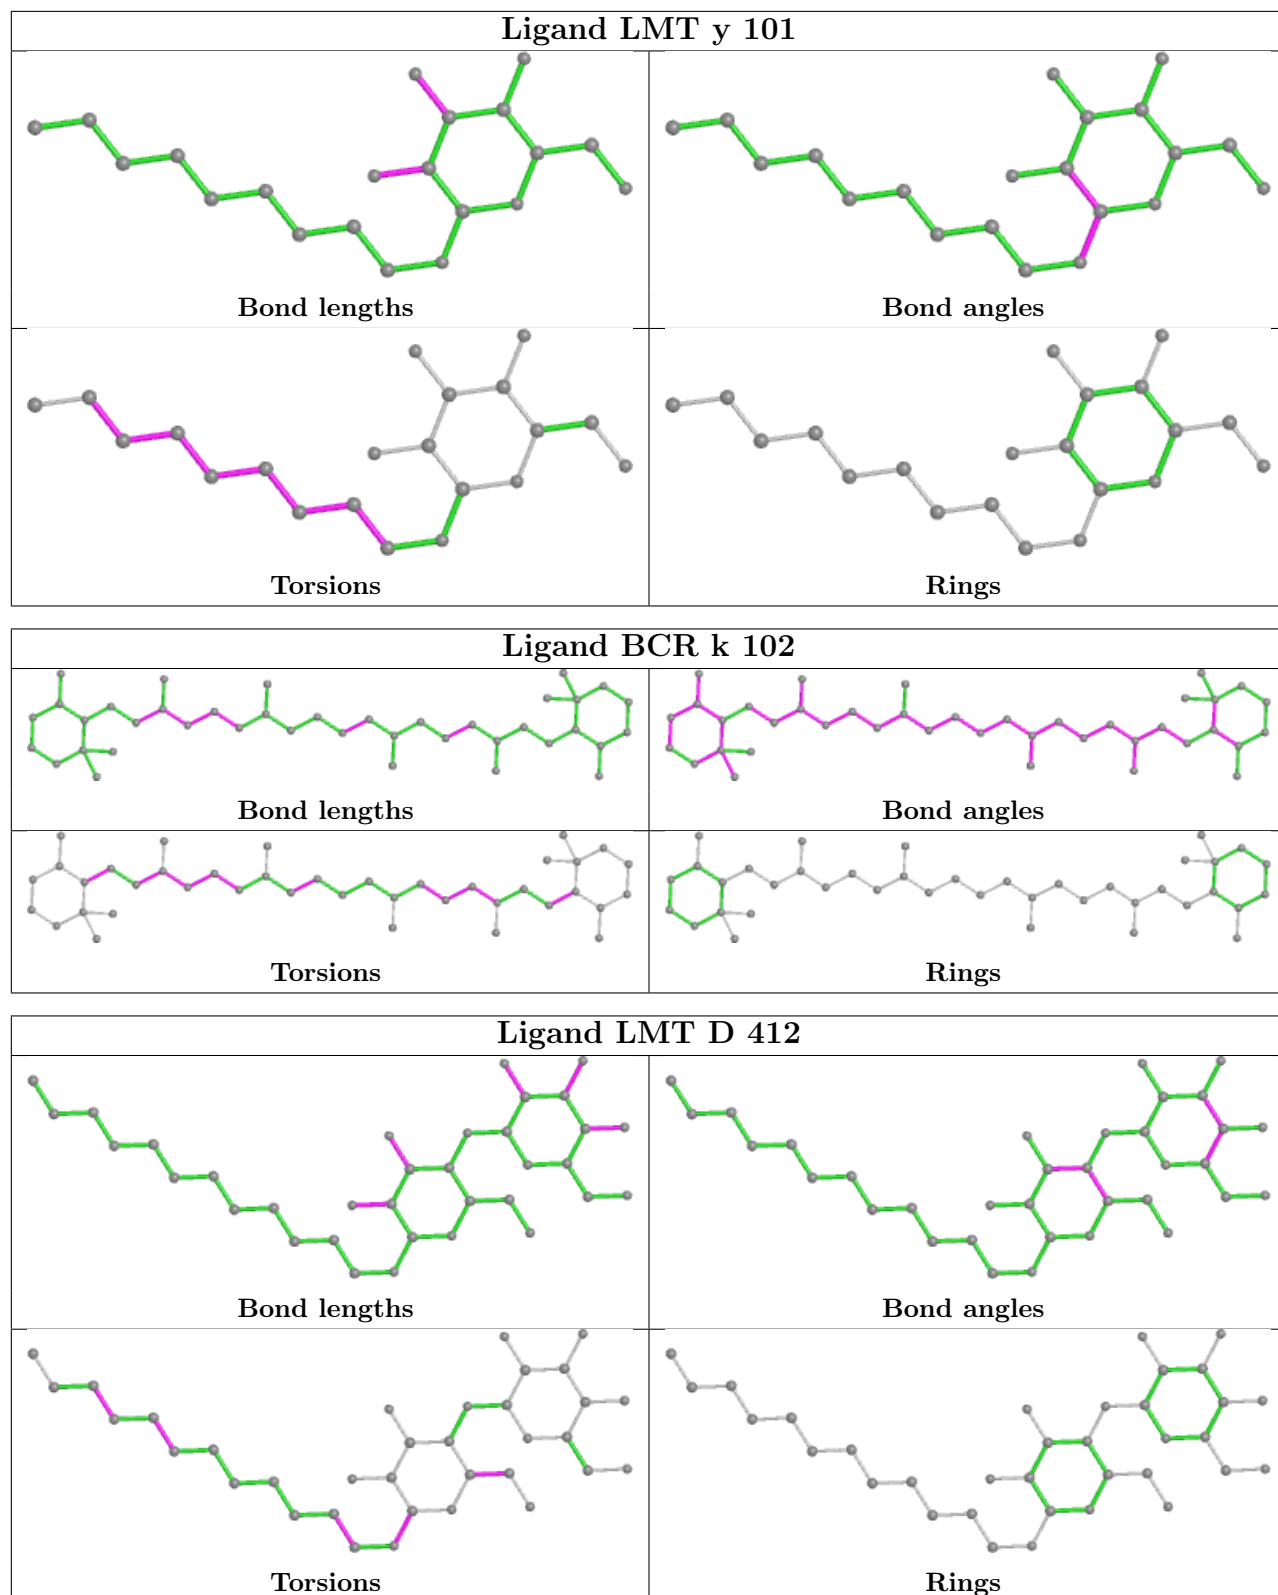 Ligand LMT y 101
Bond lengths
Bond angles
Torsions
Rings
Ligand BCR k 102
Bond lengths
Bond angles
Torsions
Rings
Ligand LMT D 412
Bond lengths
Bond angles
Torsions
Rings